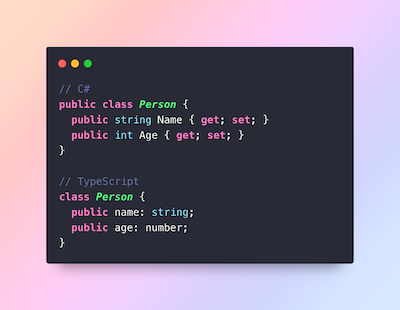 // C#
public class Person {
  public string Name { get; set; }
  public int Age { get; set; }
}

// TypeScript
class Person {
  public name: string;
  public age: number;
}